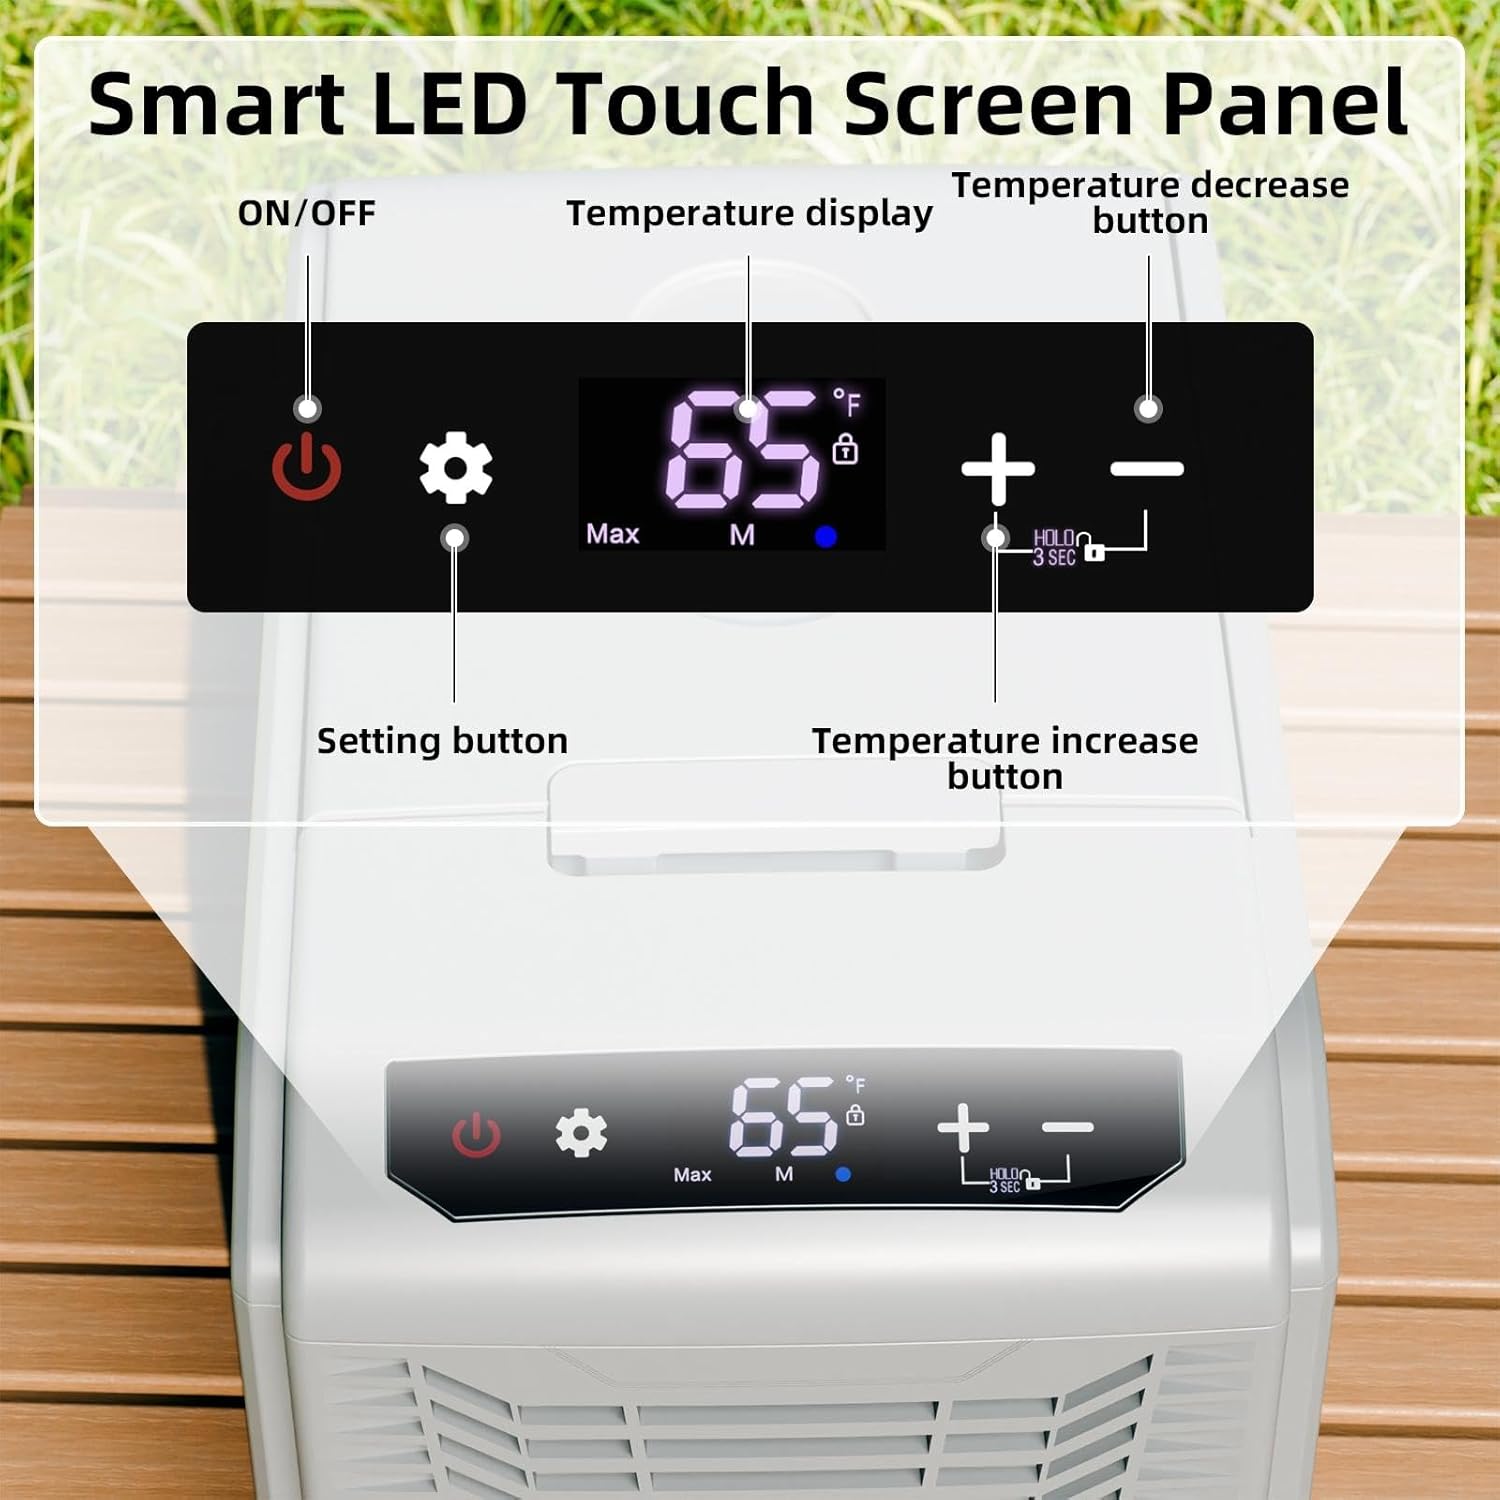 Smart LED Touch Screen Panel
ON/OFF
Temperature display
Temperature decrease
button
65 °F
Max M
HOLD
3 SEC
Setting button
Temperature increase
button
65 °F
Max M
HOLD
3 SEC